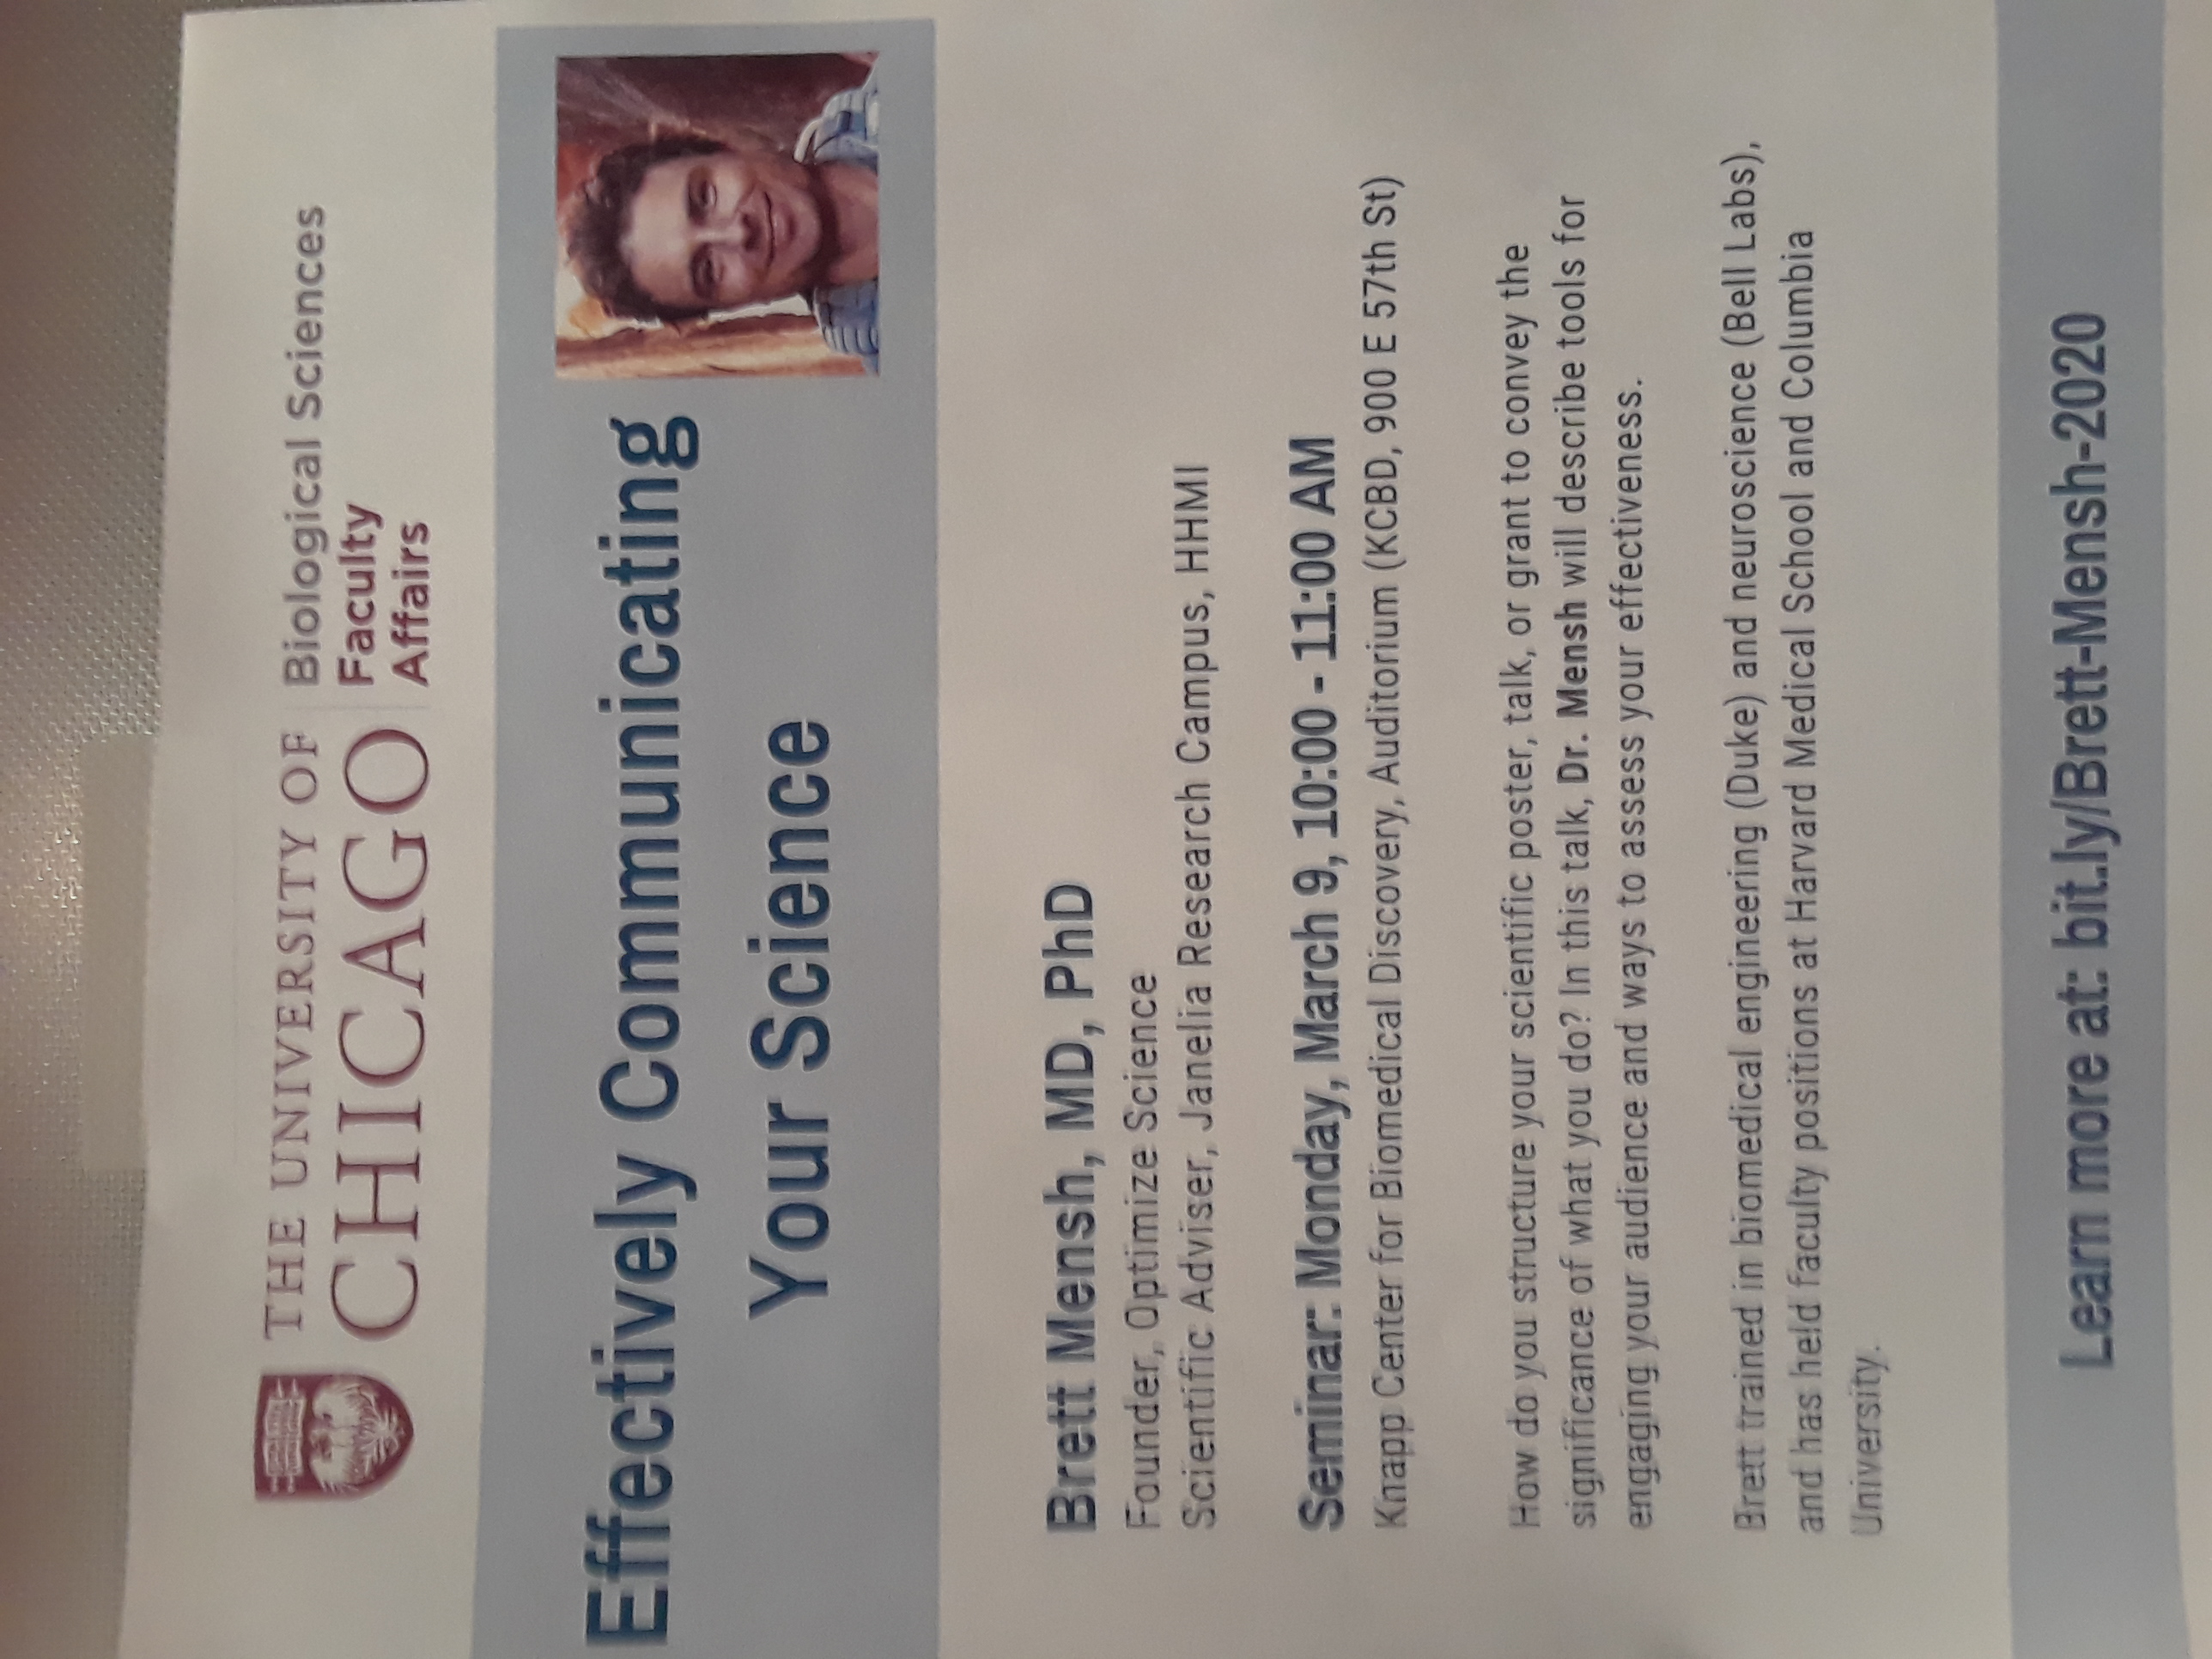 THE UNIVERSITY OF
CHICAGO
Biological Sciences
Faculty
Affairs
Effectively Communicating
Your Science
Brett Mensh, MD, PhD
Founder, Optimize Science
Scientific Adviser, Janelia Research Campus, HHMI
Seminar: Monday, March 9, 10:00 - 11:00 AM
Knapp Center for Biomedical Discovery, Auditorium (KCBD, 900 E 57th St)
How do you structure your scientific poster, talk, or grant to convey the
significance of what you do? In this talk, Dr. Mensh will describe tools for
engaging your audience and ways to assess your effectiveness.
Brett trained in biomedical engineering (Duke) and neuroscience (Bell Labs),
and has held faculty positions at Harvard Medical School and Columbia
University.
Learn more at: bit.ly/Brett-Mensh-2020